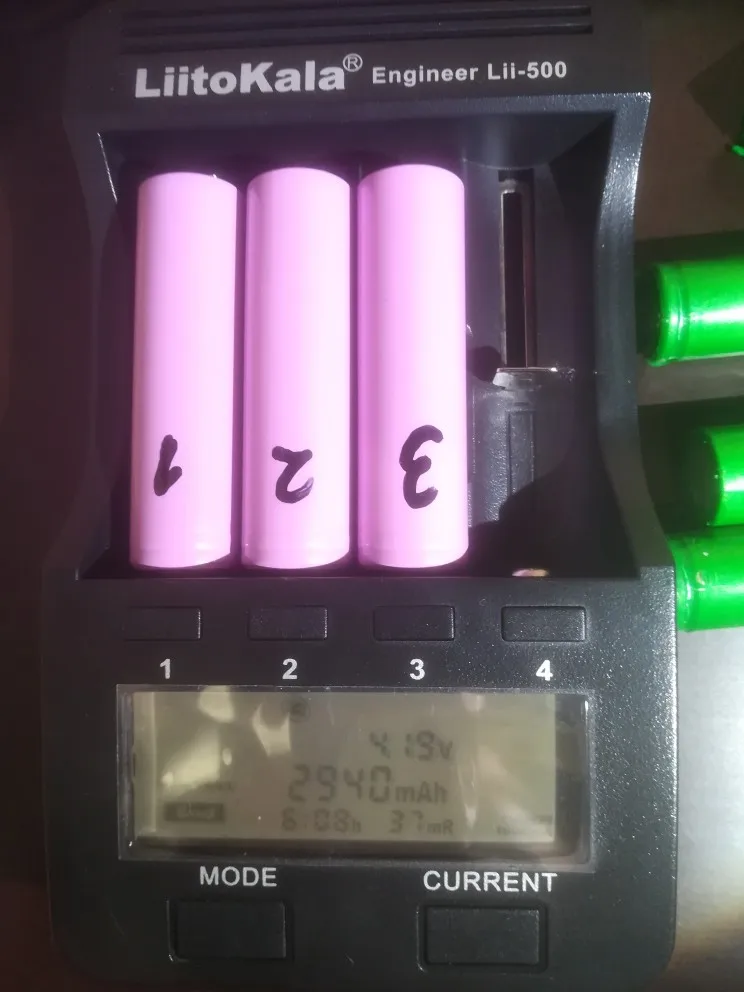 LiitoKala® Engineer Lii-500
1 2 3
1 2 3 4
4.19v
2940mAh
6:08h 37mR
MODE CURRENT